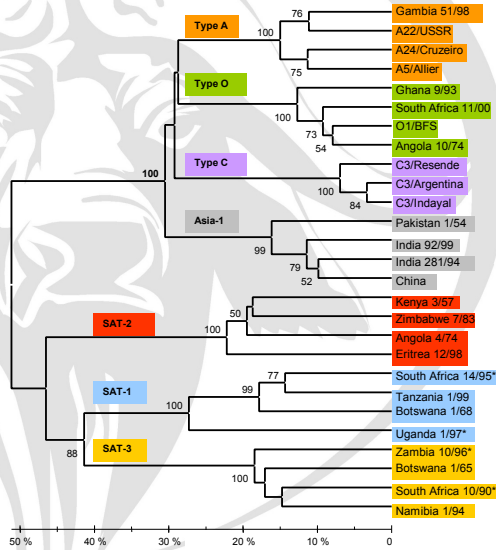 Gambia 51/98
76
Type A
A22/USSR
100
A24/Cruzeiro
75
A5/Allier
Type O
Ghana 9/93
South Africa 11/00
100
O1/BFS
73
54
Angola 10/74
Type C
C3/Resende
100
100
C3/Argentina
84
C3/Indayal
Asia-1
Pakistan 1/54
99
India 92/99
79
India 281/94
52
China
Kenya 3/57
50
Zimbabwe 7/83
SAT-2
100
Angola 4/74
Eritrea 12/98
77
South Africa 14/95*
SAT-1
99
Tanzania 1/99
100
Botswana 1/68
Uganda 1/97*
SAT-3
88
Zambia 10/96*
Botswana 1/65
100
South Africa 10/90*
Namibia 1/94
50 % 40 % 30 % 20 % 10 % 0